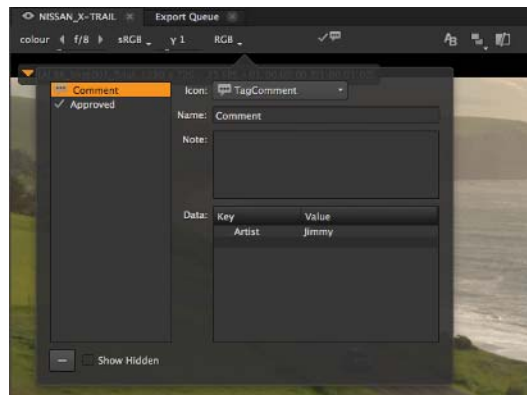 NISSAN_X-TRAIL Export Queue
colour f/8 sRGB γ 1 RGB AB
Comment
Approved
Icon: TagComment
Name: Comment
Note:
Data: Key Value
Artist Jimmy
Show Hidden